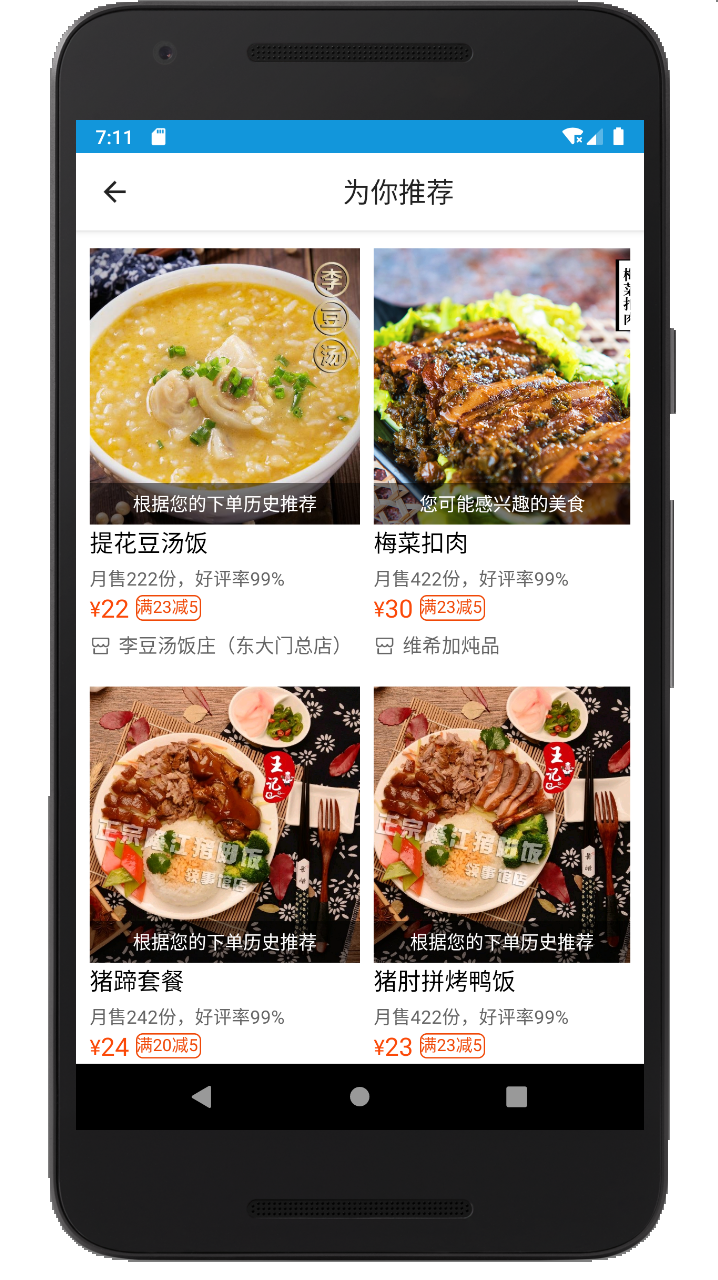 7:11
为你推荐
李
豆
汤
梅
菜
扣
肉
根据您的下单历史推荐
您可能感兴趣的美食
提花豆汤饭
梅菜扣肉
月售222份，好评率99%
月售422份，好评率99%
¥22 满23减5
¥30 满23减5
李豆汤饭庄（东大门总店）
维希加炖品
王记
正宗隆江猪脚饭
王记
正宗隆江猪脚饭
根据您的下单历史推荐
根据您的下单历史推荐
猪蹄套餐
猪肘拼烤鸭饭
月售242份，好评率99%
月售422份，好评率99%
¥24 满20减5
¥23 满23减5